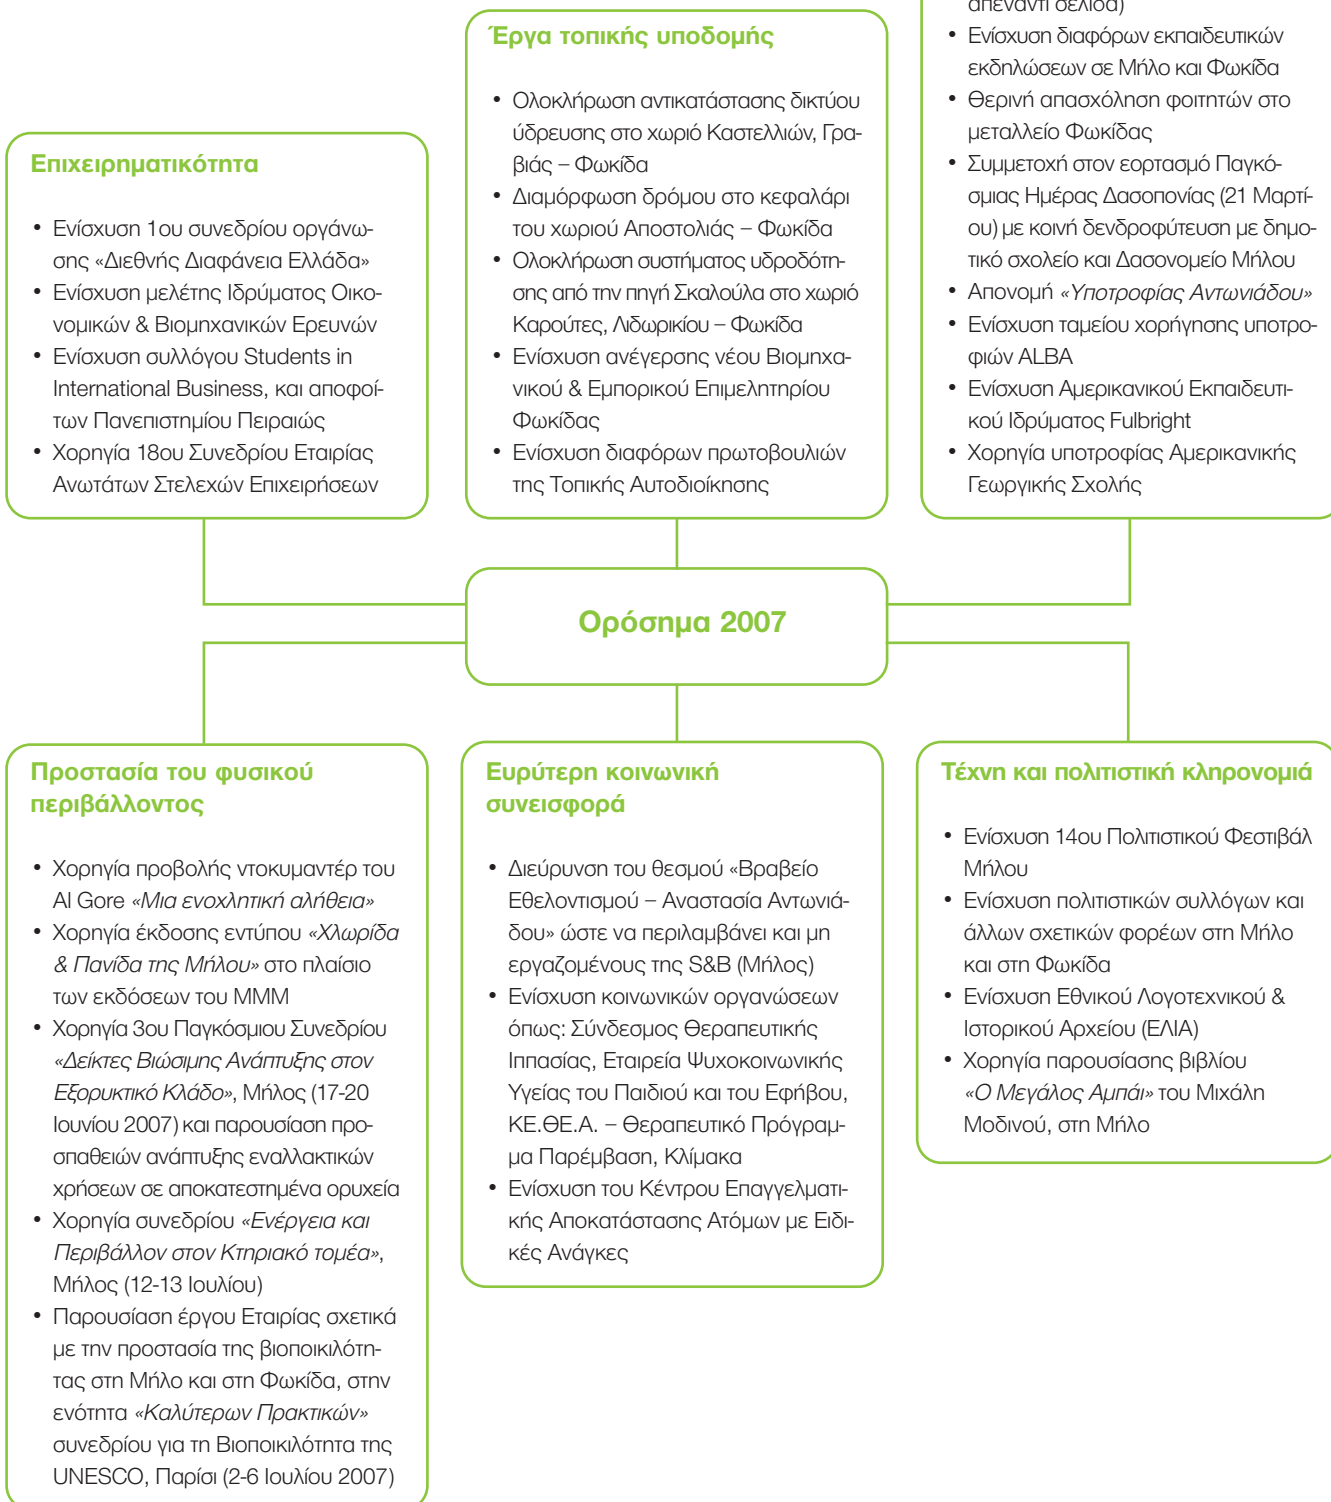 Επιχειρηματικότητα
• Ενίσχυση 1ου συνεδρίου οργάνω-
σης «Διεθνής Διαφάνεια Ελλάδα»
• Ενίσχυση μελέτης Ιδρύματος Οικο-
νομικών & Βιομηχανικών Ερευνών
• Ενίσχυση συλλόγου Students in
International Business, και αποφοί-
των Πανεπιστημίου Πειραιώς
• Χορηγία 18ου Συνεδρίου Εταιρίας
Ανωτάτων Στελεχών Επιχειρήσεων
Έργα τοπικής υποδομής
• Ολοκλήρωση αντικατάστασης δικτύου
ύδρευσης στο χωριό Καστελλιών, Γρα-
βιάς – Φωκίδα
• Διαμόρφωση δρόμου στο κεφαλάρι
του χωριού Αποστολιάς – Φωκίδα
• Ολοκλήρωση συστήματος υδροδότη-
σης από την πηγή Σκαλούλα στο χωριό
Καρούτες, Λιδωρικίου – Φωκίδα
• Ενίσχυση ανέγερσης νέου Βιομηχα-
νικού & Εμπορικού Επιμελητηρίου
Φωκίδας
• Ενίσχυση διαφόρων πρωτοβουλιών
της Τοπικής Αυτοδιοίκησης
απέναντι σελίδα)
• Ενίσχυση διαφόρων εκπαιδευτικών
εκδηλώσεων σε Μήλο και Φωκίδα
• Θερινή απασχόληση φοιτητών στο
μεταλλείο Φωκίδας
• Συμμετοχή στον εορτασμό Παγκό-
σμιας Ημέρας Δασοπονίας (21 Μαρτί-
ου) με κοινή δενδροφύτευση με δημο-
τικό σχολείο και Δασονομείο Μήλου
• Απονομή «Υποτροφίας Αντωνιάδου»
• Ενίσχυση ταμείου χορήγησης υποτρο-
φιών ALBA
• Ενίσχυση Αμερικανικού Εκπαιδευτι-
κού Ιδρύματος Fulbright
• Χορηγία υποτροφίας Αμερικανικής
Γεωργικής Σχολής
Ορόσημα 2007
Προστασία του φυσικού
περιβάλλοντος
• Χορηγία προβολής ντοκυμαντέρ του
Al Gore «Μια ενοχλητική αλήθεια»
• Χορηγία έκδοσης εντύπου «Χλωρίδα
& Πανίδα της Μήλου» στο πλαίσιο
των εκδόσεων του ΜΜΜ
• Χορηγία 3ου Παγκόσμιου Συνεδρίου
«Δείκτες Βιώσιμης Ανάπτυξης στον
Εξορυκτικό Κλάδο», Μήλος (17-20
Ιουνίου 2007) και παρουσίαση προ-
σπαθειών ανάπτυξης εναλλακτικών
χρήσεων σε αποκατεστημένα ορυχεία
• Χορηγία συνεδρίου «Ενέργεια και
Περιβάλλον στον Κτηριακό τομέα»,
Μήλος (12-13 Ιουλίου)
• Παρουσίαση έργου Εταιρίας σχετικά
με την προστασία της βιοποικιλότη-
τας στη Μήλο και στη Φωκίδα, στην
ενότητα «Καλύτερων Πρακτικών»
συνεδρίου για τη Βιοποικιλότητα της
UNESCO, Παρίσι (2-6 Ιουλίου 2007)
Ευρύτερη κοινωνική
συνεισφορά
• Διεύρυνση του θεσμού «Βραβείο
Εθελοντισμού – Αναστασία Αντωνιά-
δου» ώστε να περιλαμβάνει και μη
εργαζομένους της S&B (Μήλος)
• Ενίσχυση κοινωνικών οργανώσεων
όπως: Σύνδεσμος Θεραπευτικής
Ιππασίας, Εταιρεία Ψυχοκοινωνικής
Υγείας του Παιδιού και του Εφήβου,
ΚΕ.ΘΕ.Α. – Θεραπευτικό Πρόγραμ-
μα Παρέμβαση, Κλίμακα
• Ενίσχυση του Κέντρου Επαγγελματι-
κής Αποκατάστασης Ατόμων με Ειδι-
κές Ανάγκες
Τέχνη και πολιτιστική κληρονομιά
• Ενίσχυση 14ου Πολιτιστικού Φεστιβάλ
Μήλου
• Ενίσχυση πολιτιστικών συλλόγων και
άλλων σχετικών φορέων στη Μήλο
και στη Φωκίδα
• Ενίσχυση Εθνικού Λογοτεχνικού &
Ιστορικού Αρχείου (ΕΛΙΑ)
• Χορηγία παρουσίασης βιβλίου
«Ο Μεγάλος Αμπάι» του Μιχάλη
Μοδινού, στη Μήλο